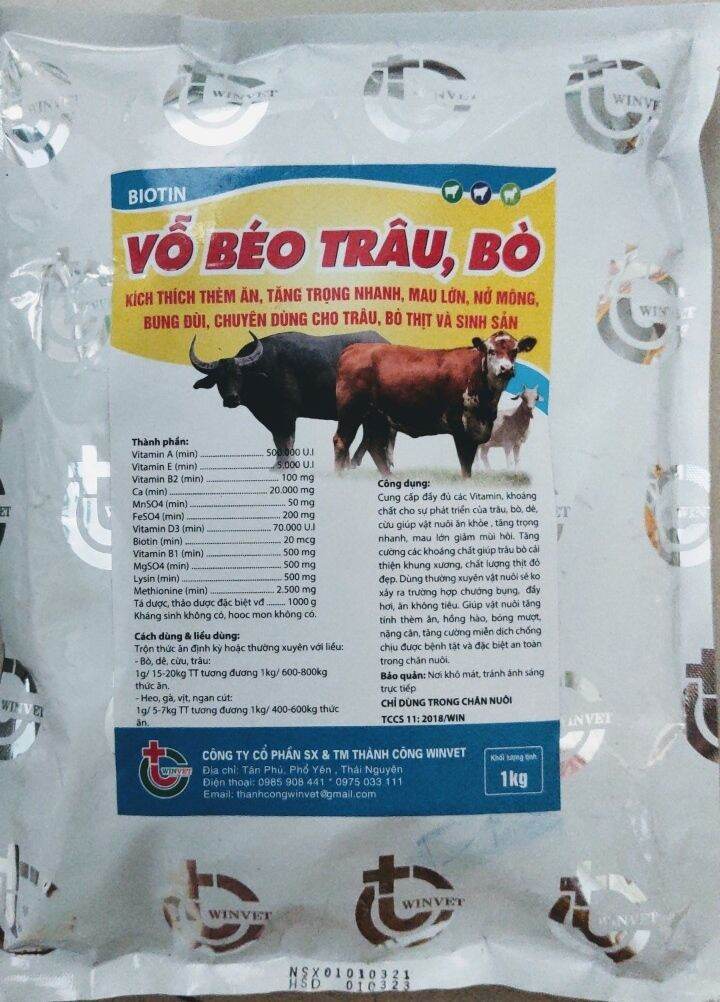 BIOTIN
VỖ BÉO TRÂU, BÒ
KÍCH THÍCH THÈM ĂN, TĂNG TRỌNG NHANH, MAU LỚN, NỞ MÔNG,
BUNG ĐÙI, CHUYÊN DÙNG CHO TRÂU, BÒ THỊT VÀ SINH SẢN
Thành phần:
Vitamin A (min) ........................ 500.000 U.I
Vitamin E (min) ........................ 5.000 U.I
Vitamin B2 (min) ........................ 100 mg
Ca (min) ........................ 20.000 mg
MnSO4 (min) ........................ 50 mg
FeSO4 (min) ........................ 200 mg
Vitamin D3 (min) ........................ 70.000 U.I
Biotin (min) ........................ 20 mcg
Vitamin B1 (min) ........................ 500 mg
MgSO4 (min) ........................ 500 mg
Lysin (min) ........................ 500 mg
Methionine (min) ........................ 2.500 mg
Tá dược, thảo dược đặc biệt vđ ........ 1000 g
Kháng sinh không có, hooc mon không có.
Cách dùng & liều dùng:
Trộn thức ăn định kỳ hoặc thường xuyên với liều:
- Bò, dê, cừu, trâu:
1g/ 15-20kg TT tương đương 1kg/ 600-800kg
thức ăn.
- Heo, gà, vịt, ngan cút:
1g/ 5-7kg TT tương đương 1kg/ 400-600kg thức
ăn.
Công dụng:
Cung cấp đầy đủ các Vitamin, khoáng
chất cho sự phát triển của trâu, bò, dê,
cừu giúp vật nuôi ăn khỏe , tăng trọng
nhanh, mau lớn giảm mùi hôi. Tăng
cường các khoáng chất giúp trâu bò cải
thiện khung xương, chất lượng thịt đỏ
đẹp. Dùng thường xuyên vật nuôi sẽ ko
xảy ra trường hợp chướng bụng, đầy
hơi, ăn không tiêu. Giúp vật nuôi tăng
tính thèm ăn, hồng hào, bóng mượt,
nặng cân, tăng cường miễn dịch chống
chịu được bệnh tật và đặc biệt an toàn
trong chăn nuôi.
Bảo quản: Nơi khô mát, tránh ánh sáng
trực tiếp
CHỈ DÙNG TRONG CHĂN NUÔI
TCCS 11: 2018/WIN
WINVET
CÔNG TY CỔ PHẦN SX & TM THÀNH CÔNG WINVET
Địa chỉ: Tân Phú, Phổ Yên , Thái Nguyên
Điện thoại: 0985 908 441 * 0975 033 111
Email: thanhcongwinvet@gmail.com
Khối lượng tịnh
1kg
WINVET
WINVET
WINVET
WINVET
NSX01010321
HSD 010323